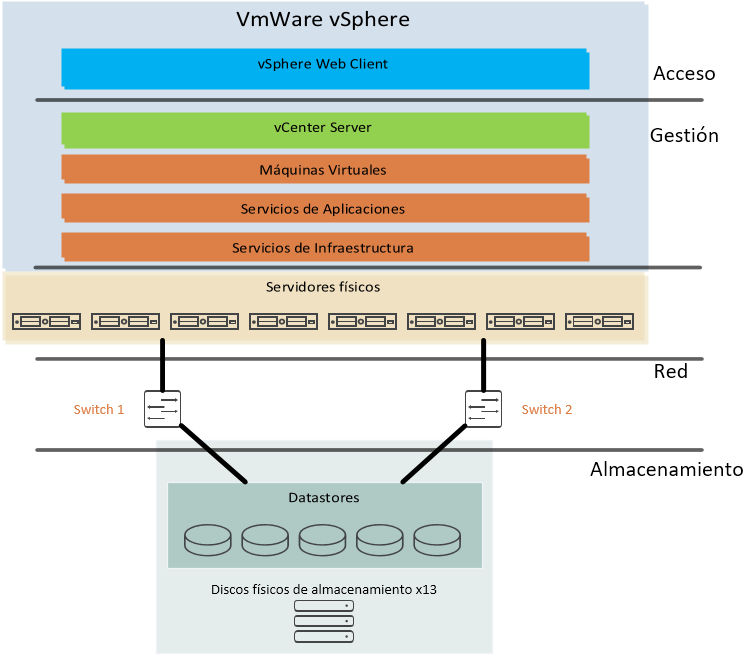 VmWare vSphere
vSphere Web Client
Acceso
vCenter Server
Gestión
Máquinas Virtuales
Servicios de Aplicaciones
Servicios de Infraestructura
Servidores físicos
Red
Switch 1
Switch 2
Almacenamiento
Datastores
Discos físicos de almacenamiento x13